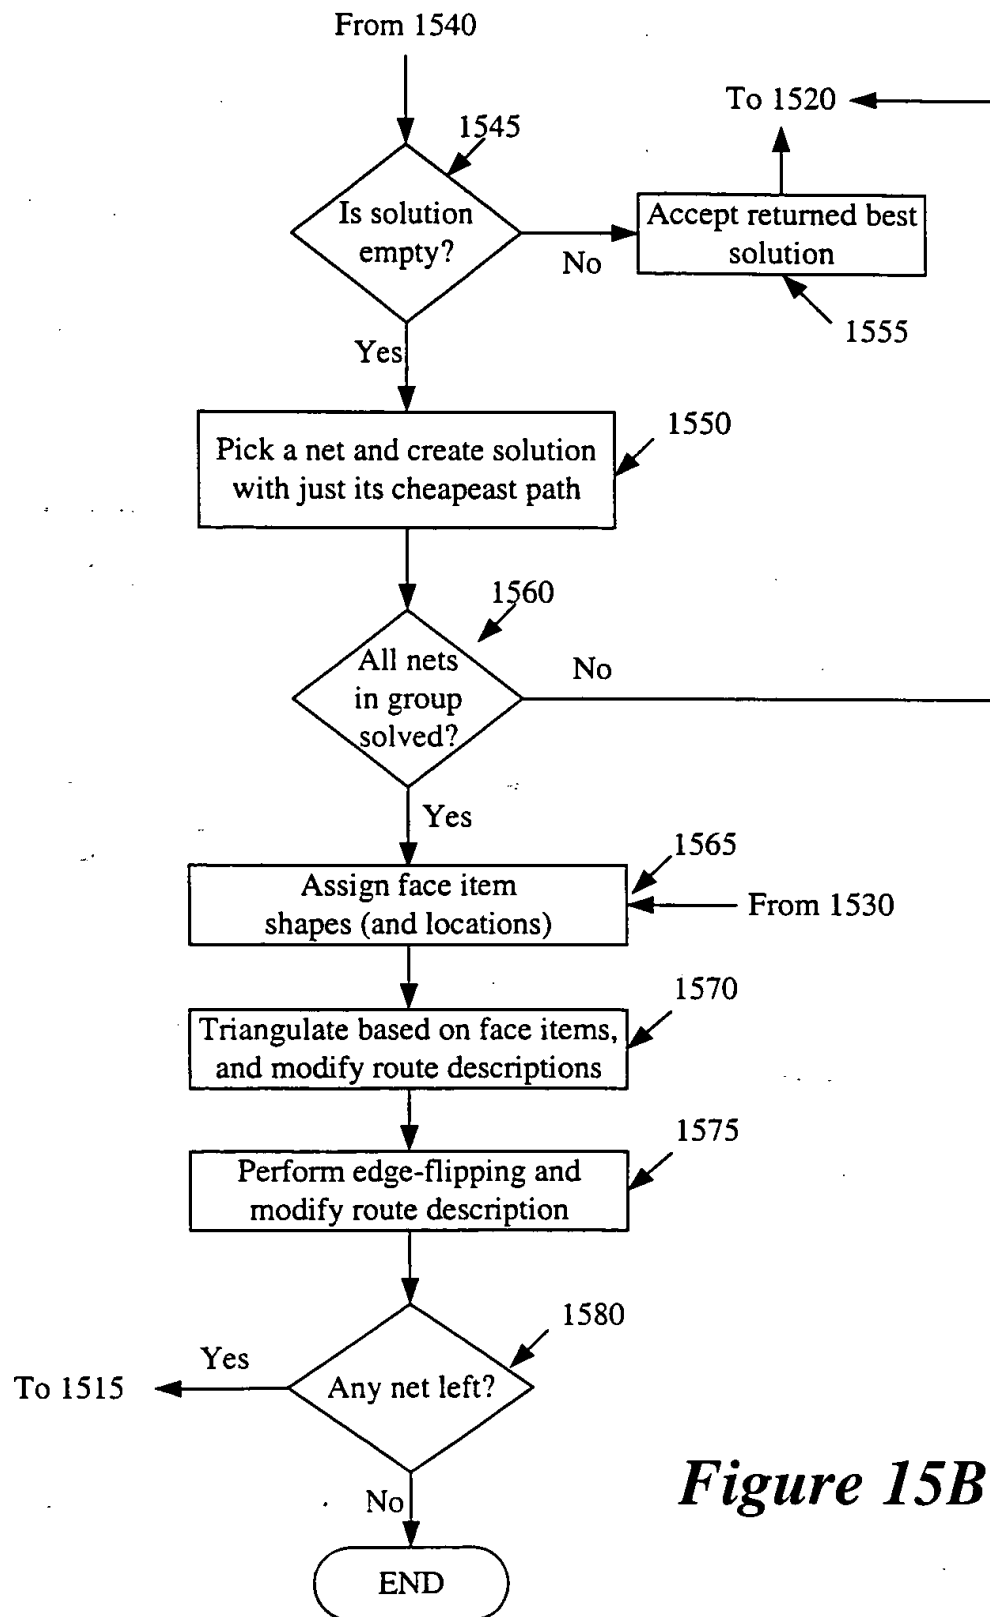 From 1540
To 1520
1545
Is solution
empty?
No
Accept returned best
solution
1555
Yes
1550
Pick a net and create solution
with just its cheapeast path
1560
All nets
in group
solved?
No
Yes
1565
Assign face item
shapes (and locations)
From 1530
1570
Triangulate based on face items,
and modify route descriptions
1575
Perform edge-flipping and
modify route description
1580
Yes
To 1515
Any net left?
No
END
Figure 15B